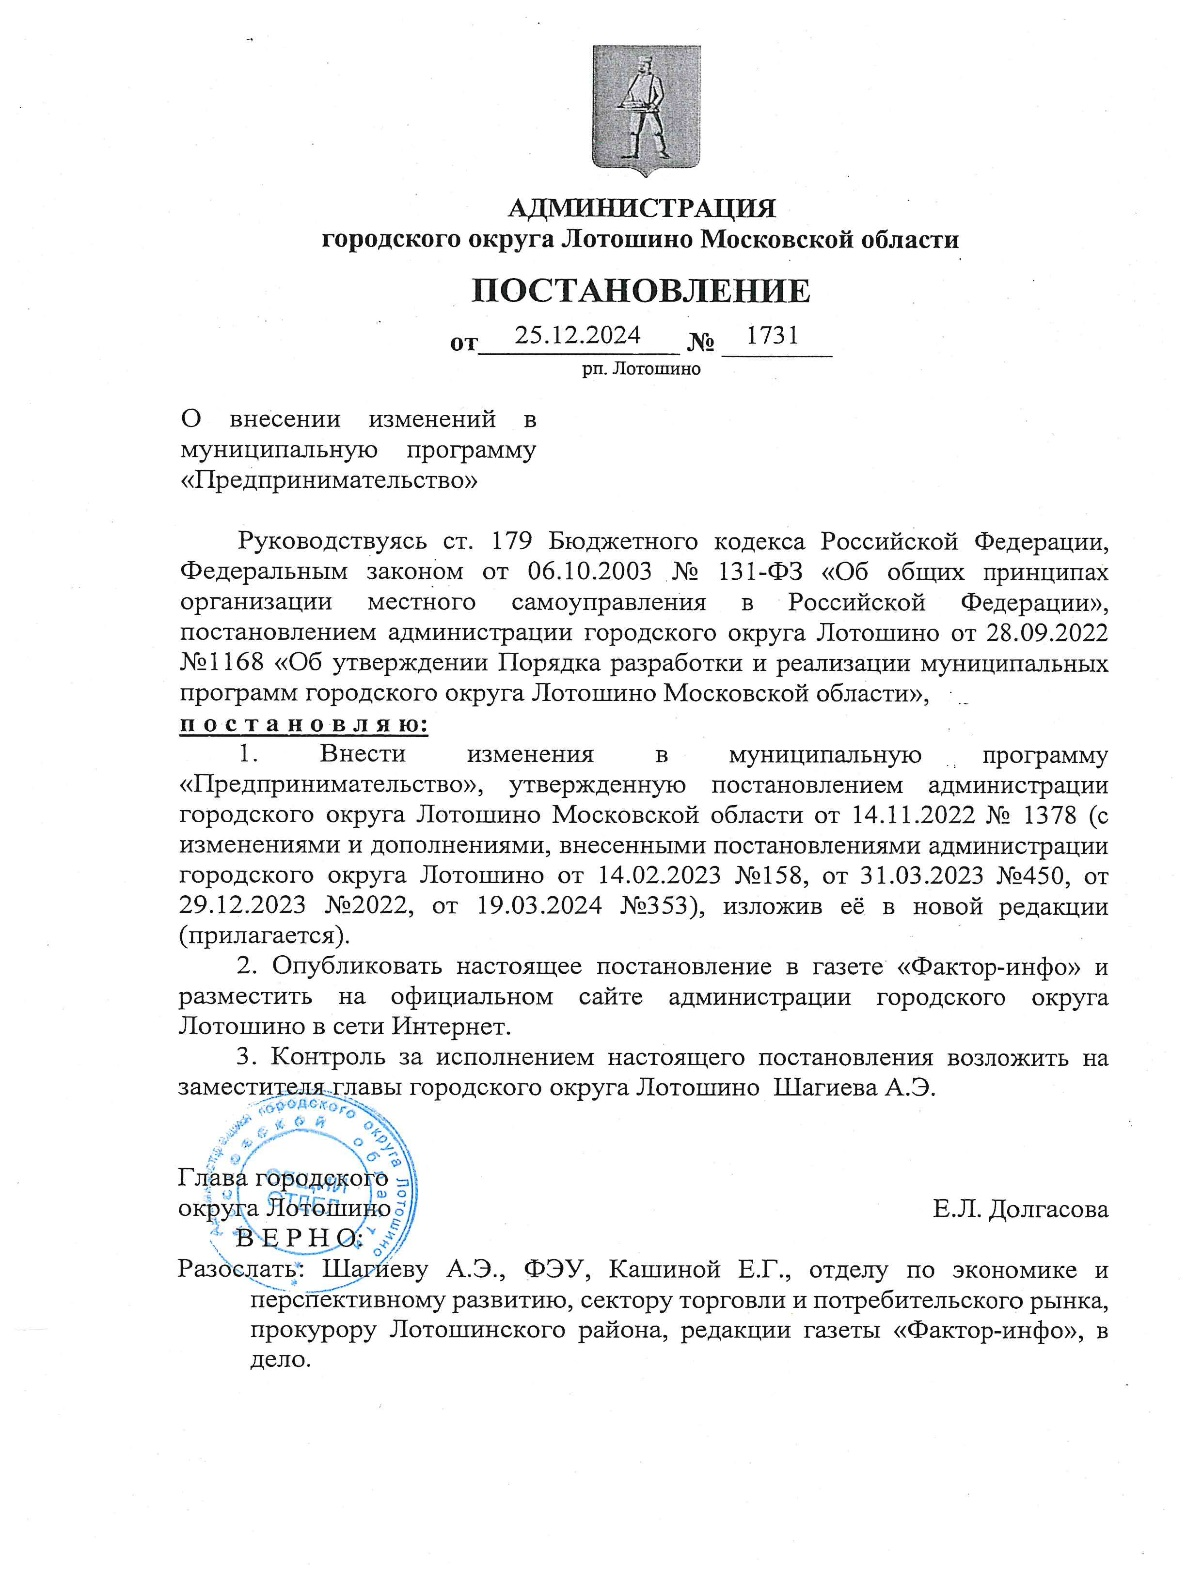 АДМИНИСТРАЦИЯ
городского округа Лотошино Московской области
ПОСТАНОВЛЕНИЕ
от 25.12.2024 № 1731
рп. Лотошино
О внесении изменений в
муниципальную программу
«Предпринимательство»
Руководствуясь ст. 179 Бюджетного кодекса Российской Федерации,
Федеральным законом от 06.10.2003 № 131-ФЗ «Об общих принципах
организации местного самоуправления в Российской Федерации»,
постановлением администрации городского округа Лотошино от 28.09.2022
№1168 «Об утверждении Порядка разработки и реализации муниципальных
программ городского округа Лотошино Московской области»,
п о с т а н о в л я ю:
1. Внести изменения в муниципальную программу
«Предпринимательство», утвержденную постановлением администрации
городского округа Лотошино Московской области от 14.11.2022 № 1378 (с
изменениями и дополнениями, внесенными постановлениями администрации
городского округа Лотошино от 14.02.2023 №158, от 31.03.2023 №450, от
29.12.2023 №2022, от 19.03.2024 №353), изложив её в новой редакции
(прилагается).
2. Опубликовать настоящее постановление в газете «Фактор-инфо» и
разместить на официальном сайте администрации городского округа
Лотошино в сети Интернет.
3. Контроль за исполнением настоящего постановления возложить на
заместителя главы городского округа Лотошино Шагиева А.Э.
городского округа Лотошино
области
ОБЩИЙ
ОТДЕЛ
Глава городского
округа Лотошино Е.Л. Долгасова
В Е Р Н О:
Разослать: Шагиеву А.Э., ФЭУ, Кашиной Е.Г., отделу по экономике и
перспективному развитию, сектору торговли и потребительского рынка,
прокурору Лотошинского района, редакции газеты «Фактор-инфо», в
дело.